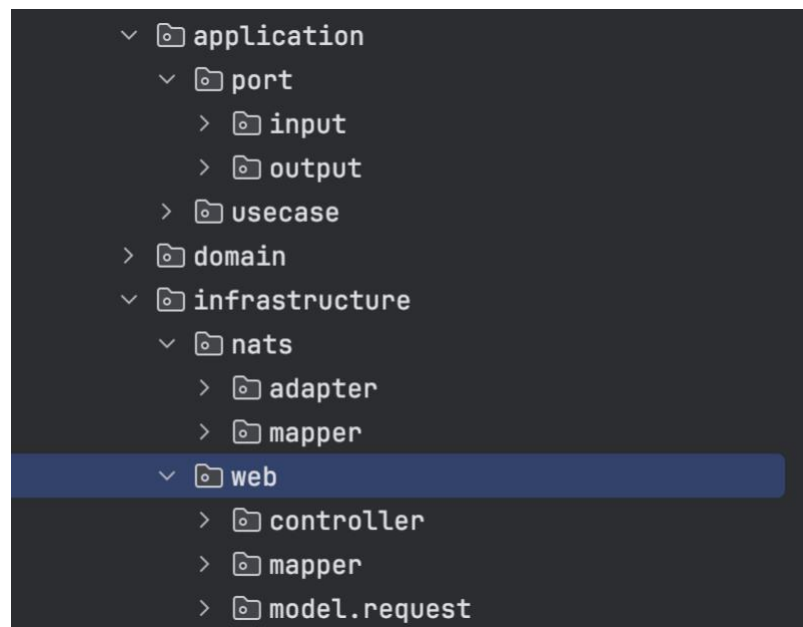 application
port
input
output
usecase
domain
infrastructure
nats
adapter
mapper
web
controller
mapper
model.request